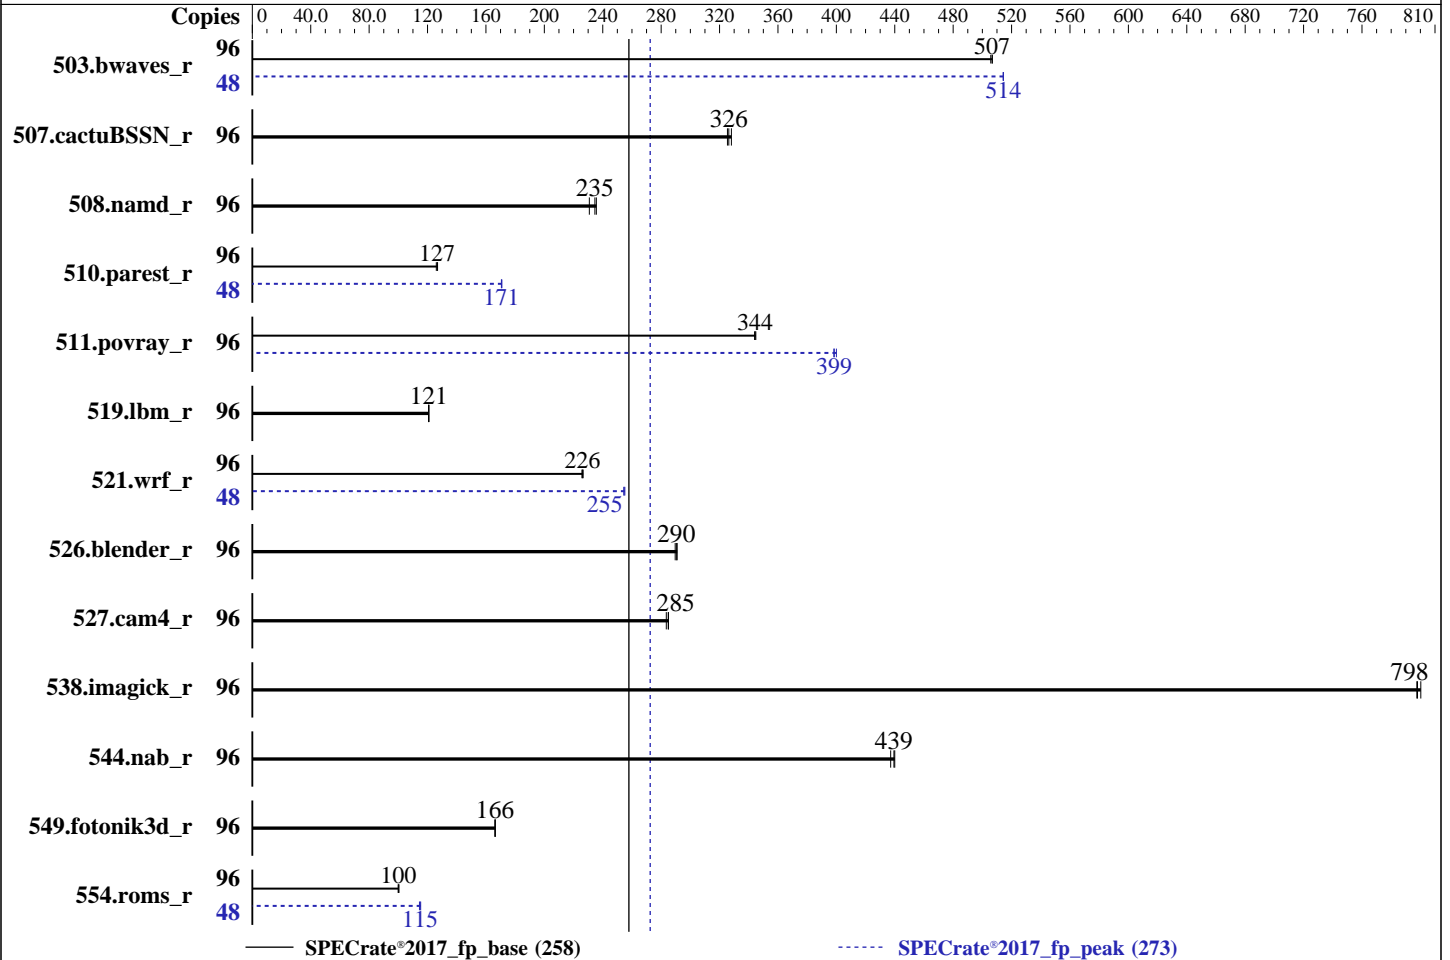 Copies 0 40.0 80.0 120 160 200 240 280 320 360 400 440 480 520 560 600 640 680 720 760 810
503.bwaves_r 96 507
48 514
507.cactuBSSN_r 96 326
508.namd_r 96 235
510.parest_r 96 127
48 171
511.povray_r 96 344
399
519.lbm_r 96 121
521.wrf_r 96 226
48 255
526.blender_r 96 290
527.cam4_r 96 285
538.imagick_r 96 798
544.nab_r 96 439
549.fotonik3d_r 96 166
554.roms_r 96 100
48 115
SPECrate®2017_fp_base (258) SPECrate®2017_fp_peak (273)